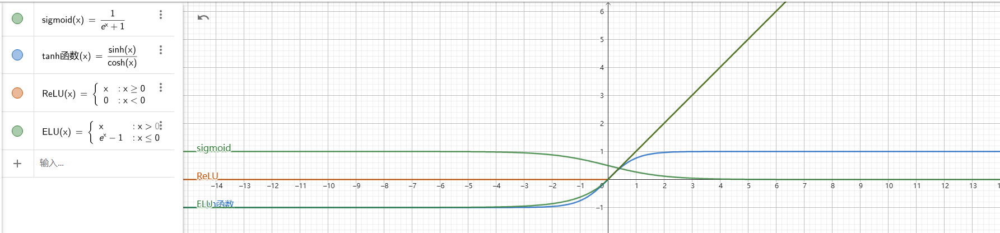 sigmoid(x) = 1 / (eˣ + 1)
tanh函数(x) = sinh(x) / cosh(x)
ReLU(x) = { x : x ≥ 0
0 : x < 0
ELU(x) = { x : x > 0
eˣ − 1 : x ≤ 0
+ 输入...
6
5
4
3
2
sigmoid
1
ReLU
−14 −13 −12 −11 −10 −9 −8 −7 −6 −5 −4 −3 −2 −1 0 1 2 3 4 5 6 7 8 9 10 11 12 13
ELU 函数
−1